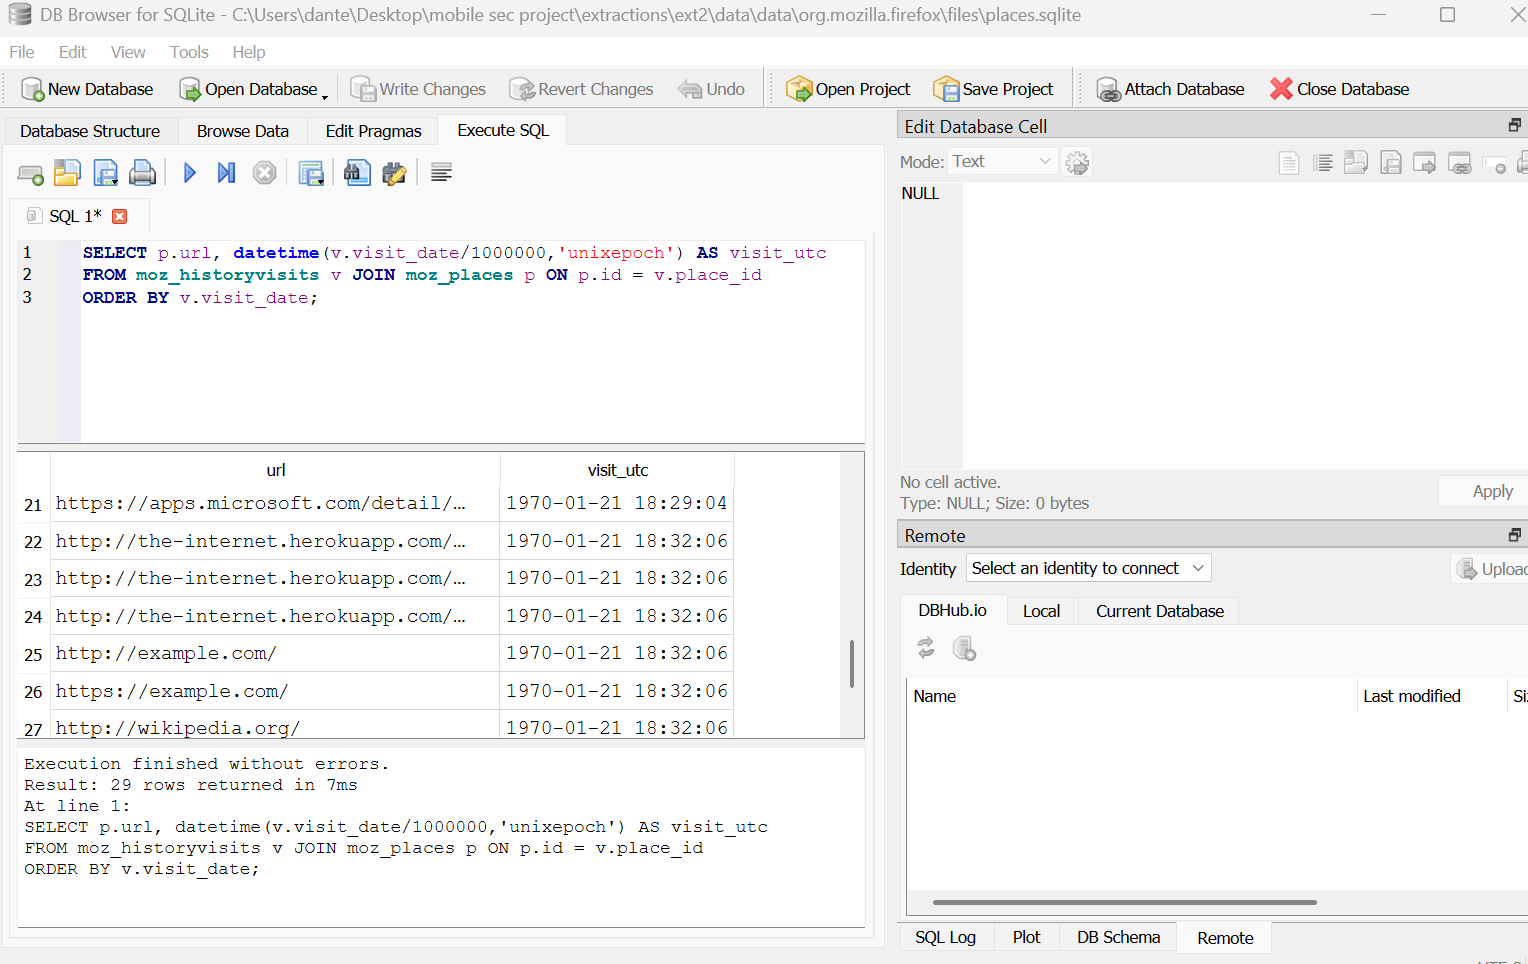 DB Browser for SQLite - C:\Users\dante\Desktop\mobile sec project\extractions\ext2\data\data\org.mozilla.firefox\files\places.sqlite
File Edit View Tools Help
New Database Open Database Write Changes Revert Changes Undo Open Project Save Project Attach Database Close Database
Database Structure Browse Data Edit Pragmas Execute SQL
SQL 1*
1 SELECT p.url, datetime(v.visit_date/1000000,'unixepoch') AS visit_utc
2 FROM moz_historyvisits v JOIN moz_places p ON p.id = v.place_id
3 ORDER BY v.visit_date;
url visit_utc
21 https://apps.microsoft.com/detail/… 1970-01-21 18:29:04
22 http://the-internet.herokuapp.com/… 1970-01-21 18:32:06
23 http://the-internet.herokuapp.com/… 1970-01-21 18:32:06
24 http://the-internet.herokuapp.com/… 1970-01-21 18:32:06
25 http://example.com/ 1970-01-21 18:32:06
26 https://example.com/ 1970-01-21 18:32:06
27 http://wikipedia.org/ 1970-01-21 18:32:06
Execution finished without errors.
Result: 29 rows returned in 7ms
At line 1:
SELECT p.url, datetime(v.visit_date/1000000,'unixepoch') AS visit_utc
FROM moz_historyvisits v JOIN moz_places p ON p.id = v.place_id
ORDER BY v.visit_date;
Edit Database Cell
Mode: Text
NULL
No cell active.
Type: NULL; Size: 0 bytes
Apply
Remote
Identity Select an identity to connect
DBHub.io Local Current Database
Name Last modified
SQL Log Plot DB Schema Remote